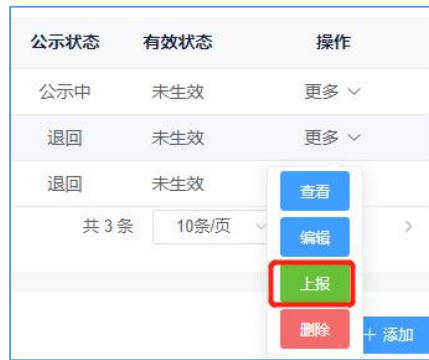 公示状态 有效状态 操作
公示中 未生效 更多
退回 未生效 更多
退回 未生效
查看
共 3 条 10条/页
编辑
上报
删除
+ 添加